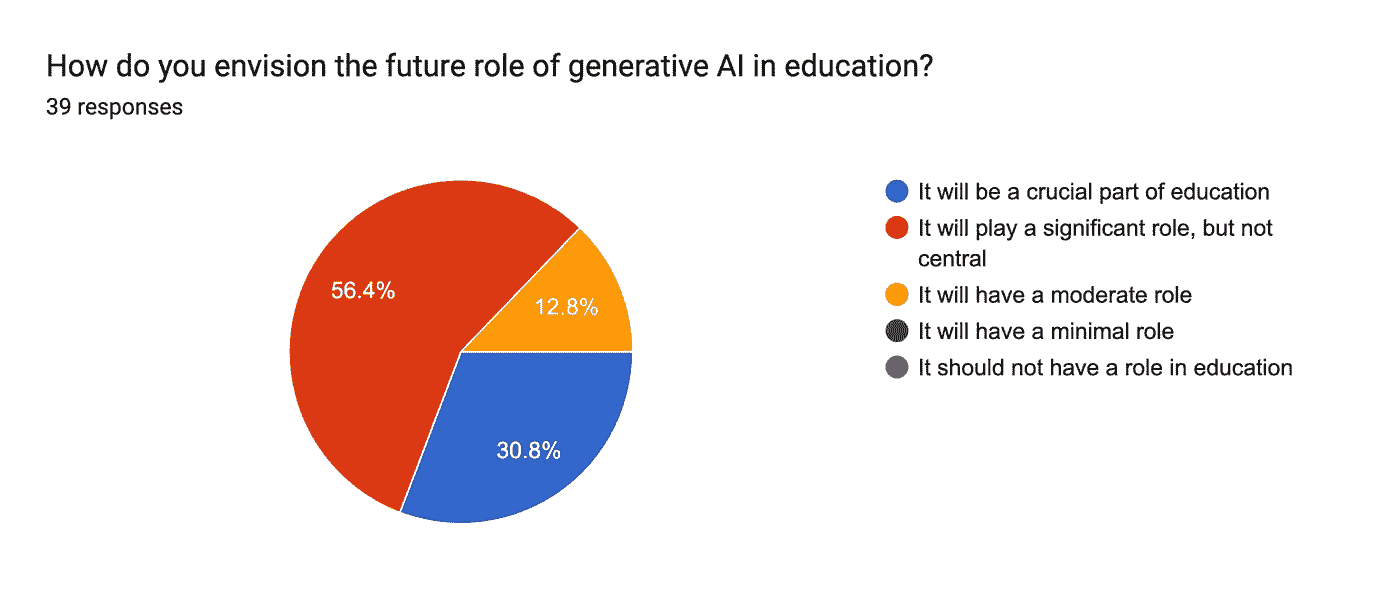 How do you envision the future role of generative AI in education?
39 responses
It will be a crucial part of education
It will play a significant role, but not
central
It will have a moderate role
It will have a minimal role
It should not have a role in education
56.4%
12.8%
30.8%